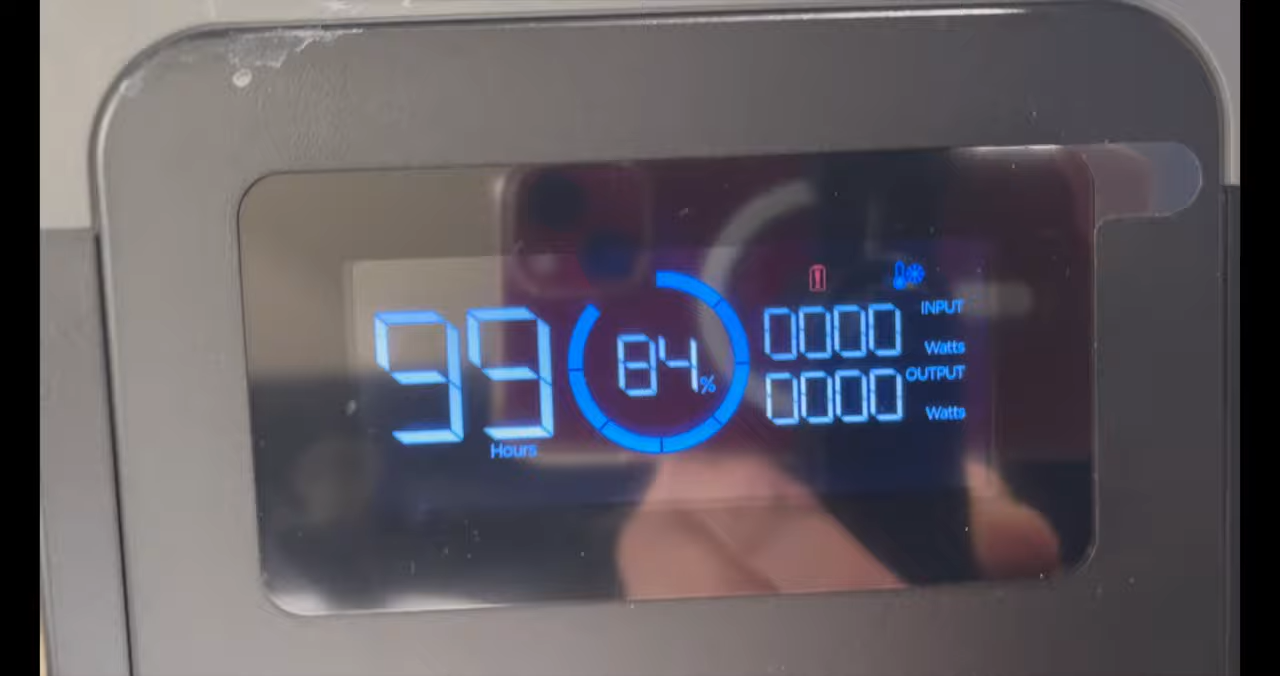 99
Hours
84%
0000
INPUT
Watts
0000
OUTPUT
Watts